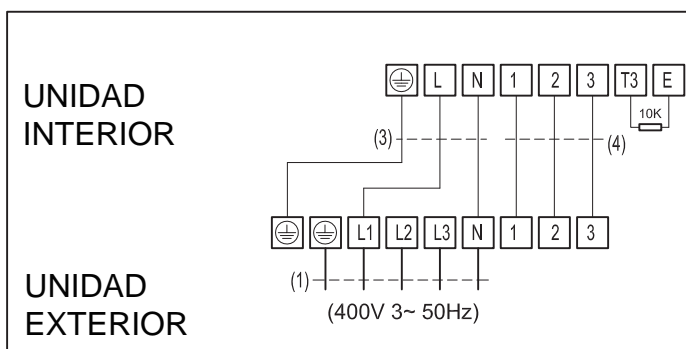 UNIDAD
INTERIOR
L N 1 2 3 T3 E
10K
(3) (4)
L1 L2 L3 N 1 2 3
(1)
UNIDAD
EXTERIOR
(400V 3~ 50Hz)